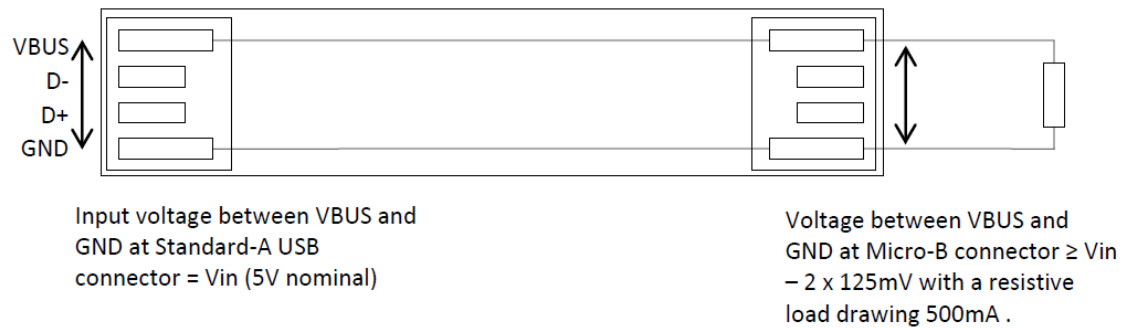 VBUS
D-
D+
GND
Input voltage between VBUS and
GND at Standard-A USB
connector = Vin (5V nominal)
Voltage between VBUS and
GND at Micro-B connector ≥ Vin
– 2 x 125mV with a resistive
load drawing 500mA .